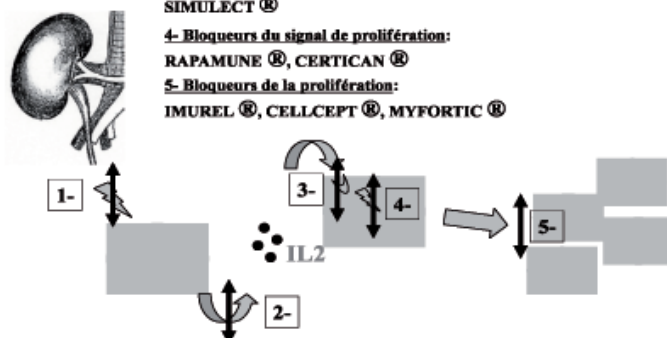 SIMULECT ®
4- Bloqueurs du signal de prolifération:
RAPAMUNE ®, CERTICAN ®
5- Bloqueurs de la prolifération:
IMUREL ®, CELLCEPT ®, MYFORTIC ®
1-
3-
4-
5-
IL2
2-